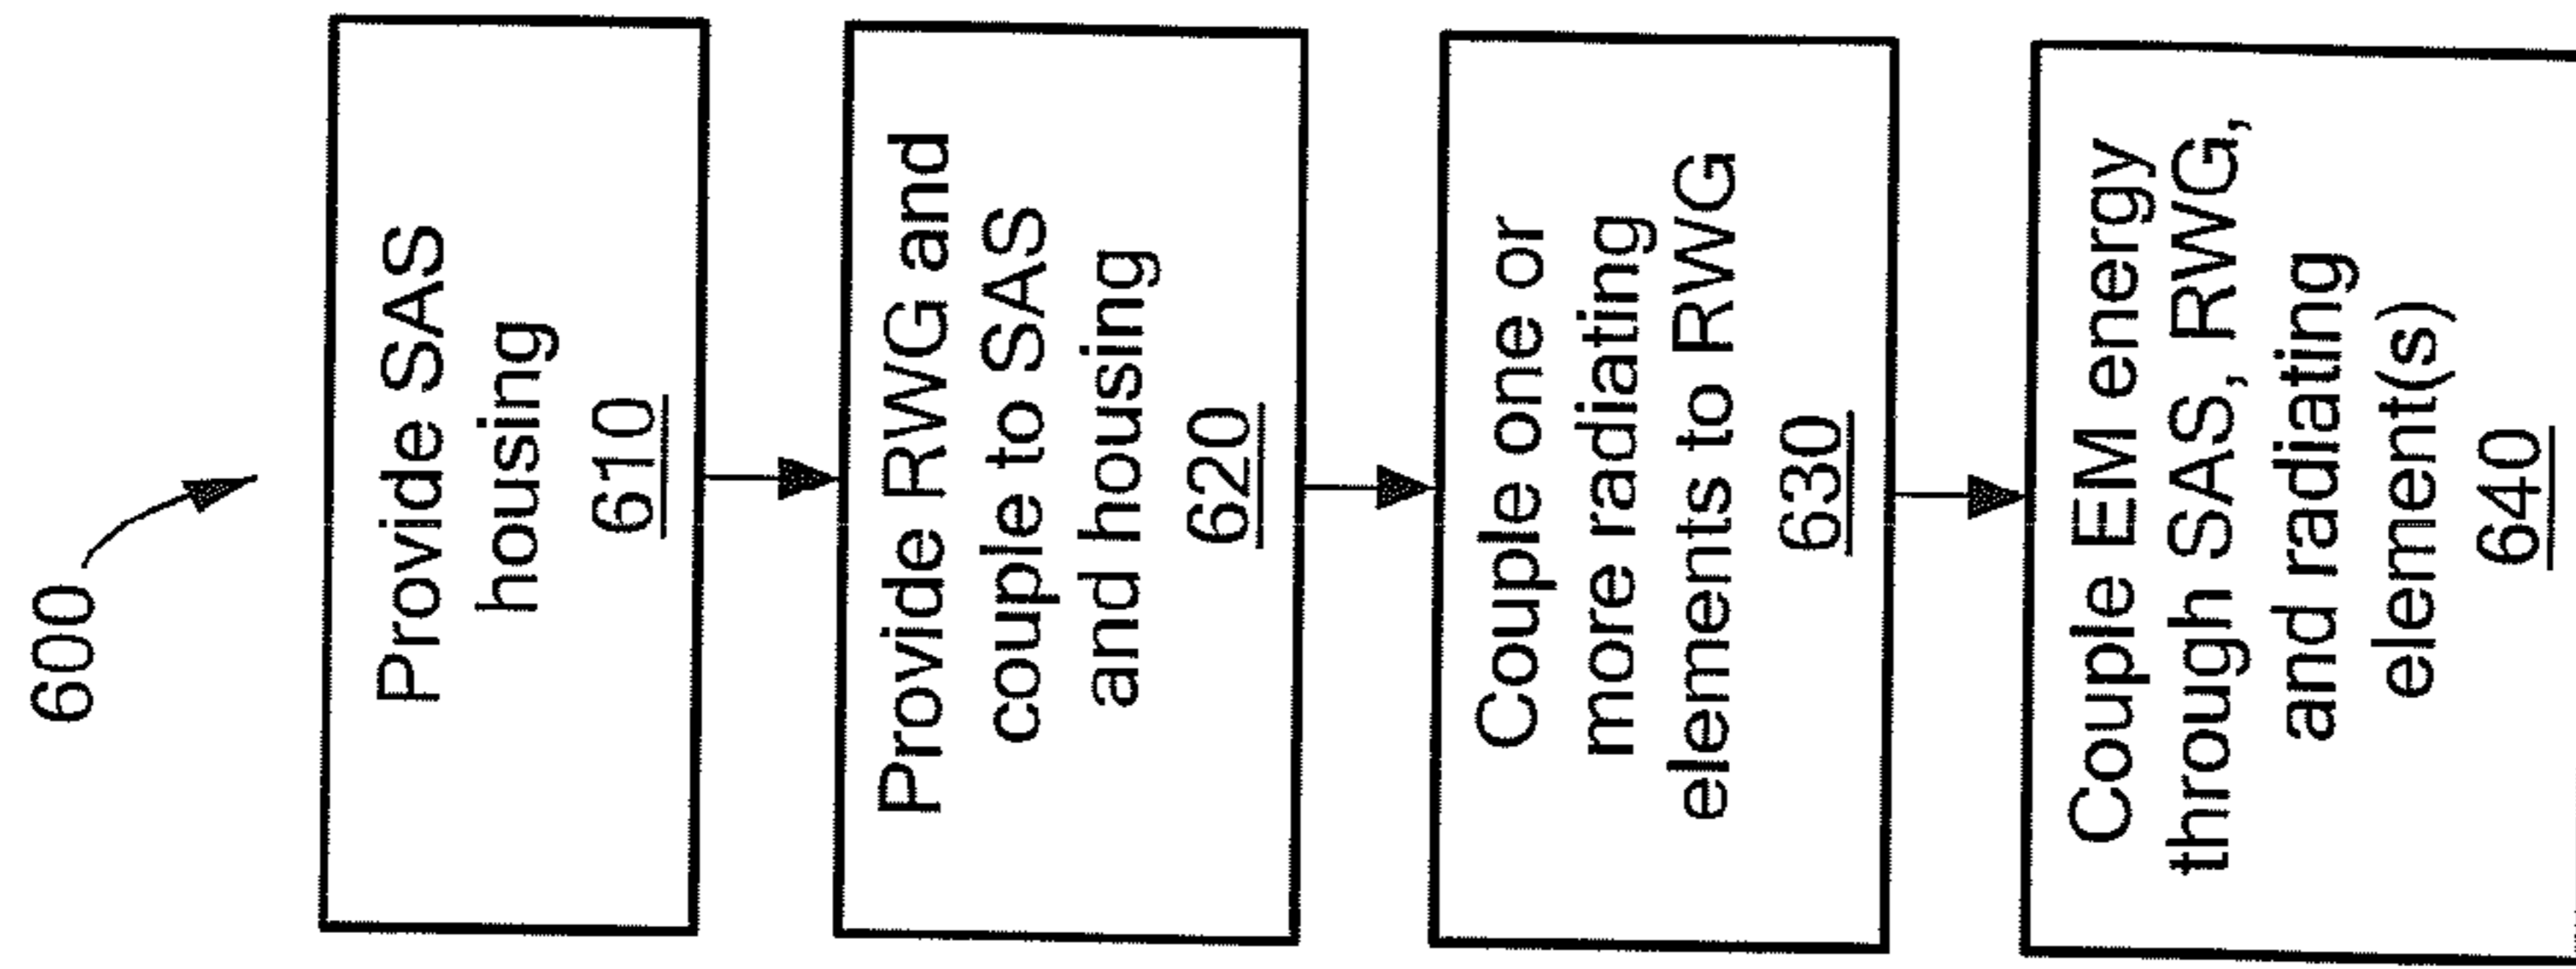 600
Provide SAS
housing
610
Provide RWG and
couple to SAS
and housing
620
Couple one or
more radiating
elements to RWG
630
Couple EM energy
through SAS, RWG,
and radiating
element(s)
640